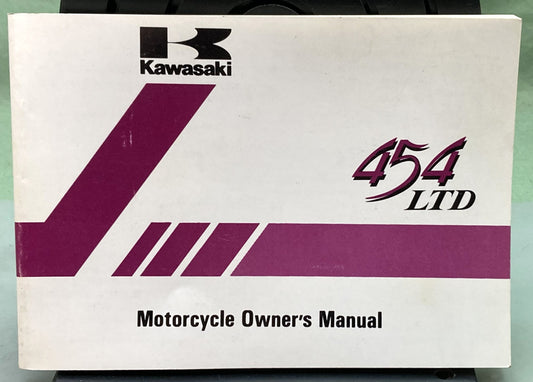 Kawasaki
454
LTD
Motorcycle Owner's Manual